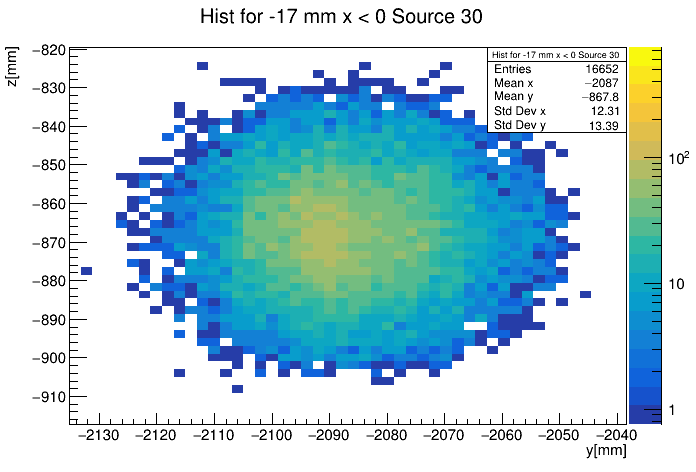 Hist for -17 mm x < 0 Source 30
Hist for -17 mm x < 0 Source 30
Entries 16652
Mean x −2087
Mean y −867.8
Std Dev x 12.31
Std Dev y 13.39
z[mm]
−820
−830
−840
−850
−860
−870
−880
−890
−900
−910
10²
10
1
−2130 −2120 −2110 −2100 −2090 −2080 −2070 −2060 −2050 −2040
y[mm]